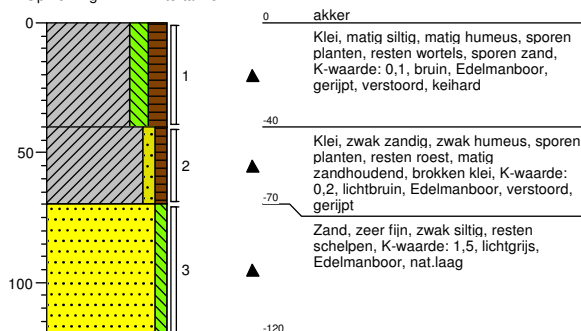 0
0
akker
Klei, matig siltig, matig humeus, sporen
planten, resten wortels, sporen zand,
K-waarde: 0,1, bruin, Edelmanboor,
gerijpt, verstoord, keihard
1
-40
50
2
Klei, zwak zandig, zwak humeus, sporen
planten, resten roest, matig
zandhoudend, brokken klei, K-waarde:
0,2, lichtbruin, Edelmanboor, verstoord,
gerijpt
-70
Zand, zeer fijn, zwak siltig, resten
schelpen, K-waarde: 1,5, lichtgrijs,
Edelmanboor, nat.laag
3
100
-120